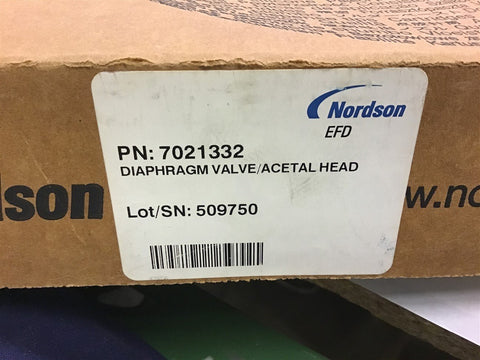 Nordson
EFD
PN: 7021332
DIAPHRAGM VALVE/ACETAL HEAD
Lot/SN: 509750
dson
w.no